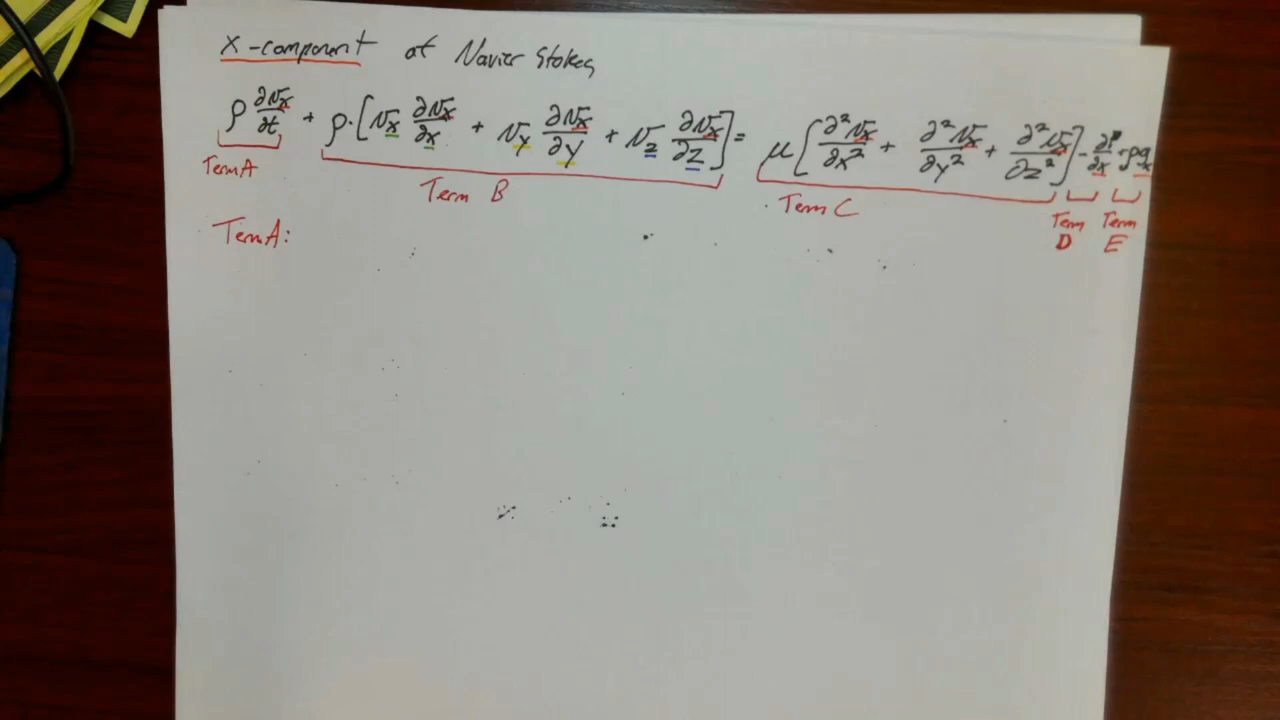 x-component of Navier Stokes
ρ ∂Vx/∂t + ρ·[Vx ∂Vx/∂x + Vy ∂Vx/∂y + Vz ∂Vx/∂z] = μ[∂²Vx/∂x² + ∂²Vx/∂y² + ∂²Vx/∂z²] - ∂P/∂x + ρgx
Term A Term B Term C Term D Term E
Term A: